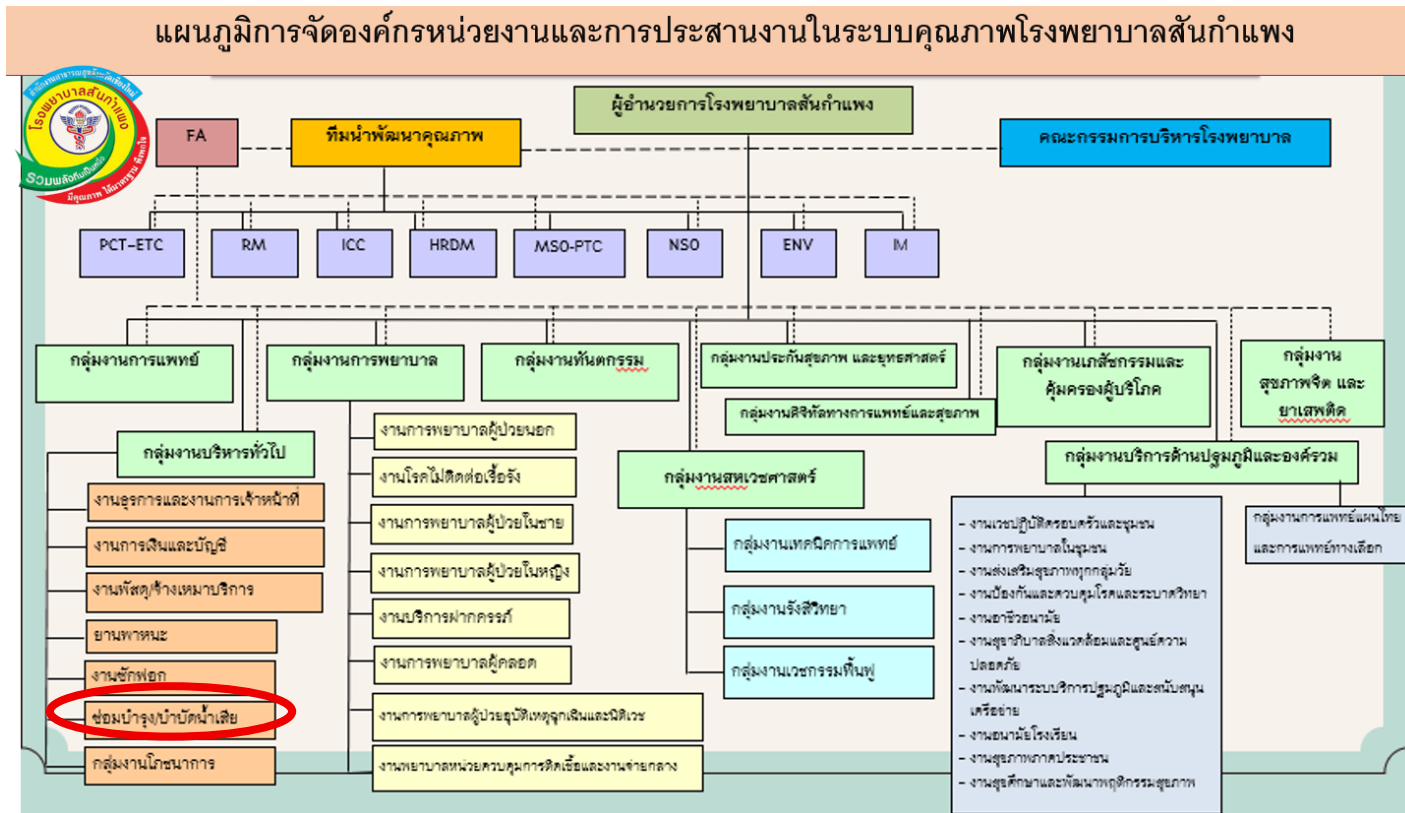 แผนภูมิการจัดองค์กรหน่วยงานและการประสานงานในระบบคุณภาพโรงพยาบาลสันกำแพง
สำนักงานสาธารณสุขจังหวัดเชียงใหม่
โรงพยาบาลสันกำแพง
รวมพลังกันเป็นหนึ่ง
มีคุณภาพ ได้มาตรฐาน พึงพอใจ
ผู้อำนวยการโรงพยาบาลสันกำแพง
FA
ทีมนำพัฒนาคุณภาพ
คณะกรรมการบริหารโรงพยาบาล
PCT-ETC
RM
ICC
HRDM
MSO-PTC
NSO
ENV
IM
กลุ่มงานการแพทย์
กลุ่มงานการพยาบาล
กลุ่มงานทันตกรรม
กลุ่มงานประกันสุขภาพ และยุทธศาสตร์
กลุ่มงานดิจิทัลทางการแพทย์และสุขภาพ
กลุ่มงานเภสัชกรรมและ
คุ้มครองผู้บริโภค
กลุ่มงาน
สุขภาพจิต และ
ยาเสพติด
กลุ่มงานบริหารทั่วไป
งานธุรการและงานการเจ้าหน้าที่
งานการเงินและบัญชี
งานพัสดุ/จ้างเหมาบริการ
ยานพาหนะ
งานซักฟอก
ซ่อมบำรุง/บำบัดน้ำเสีย
กลุ่มงานโภชนาการ
งานการพยาบาลผู้ป่วยนอก
งานโรคไม่ติดต่อเรื้อรัง
งานการพยาบาลผู้ป่วยในชาย
งานการพยาบาลผู้ป่วยในหญิง
งานบริการฝากครรภ์
งานการพยาบาลผู้คลอด
งานการพยาบาลผู้ป่วยอุบัติเหตุฉุกเฉินและนิติเวช
งานพยาบาลหน่วยควบคุมการติดเชื้อและงานจ่ายกลาง
กลุ่มงานสหเวชศาสตร์
กลุ่มงานเทคนิคการแพทย์
กลุ่มงานรังสีวิทยา
กลุ่มงานเวชกรรมฟื้นฟู
กลุ่มงานบริการด้านปฐมภูมิและองค์รวม
- งานเวชปฏิบัติครอบครัวและชุมชน
- งานการพยาบาลในชุมชน
- งานส่งเสริมสุขภาพทุกกลุ่มวัย
- งานป้องกันและควบคุมโรคและระบาดวิทยา
- งานอาชีวอนามัย
- งานสุขาภิบาลสิ่งแวดล้อมและศูนย์ความ
ปลอดภัย
- งานพัฒนาระบบบริการปฐมภูมิและสนับสนุน
เครือข่าย
- งานอนามัยโรงเรียน
- งานสุขภาพภาคประชาชน
- งานสุขศึกษาและพัฒนาพฤติกรรมสุขภาพ
กลุ่มงานการแพทย์แผนไทย
และการแพทย์ทางเลือก